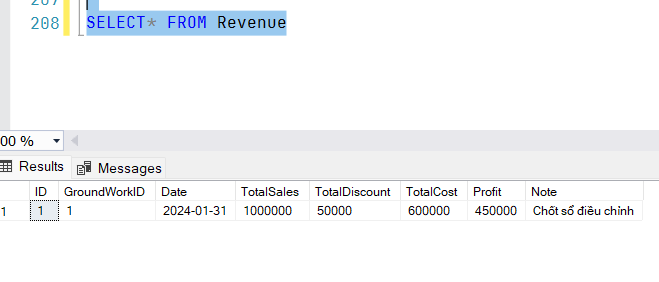 207
208 SELECT* FROM Revenue
00 %
Results Messages
ID GroundWorkID Date TotalSales TotalDiscount TotalCost Profit Note
1 1 1 2024-01-31 1000000 50000 600000 450000 Chốt sổ điều chỉnh